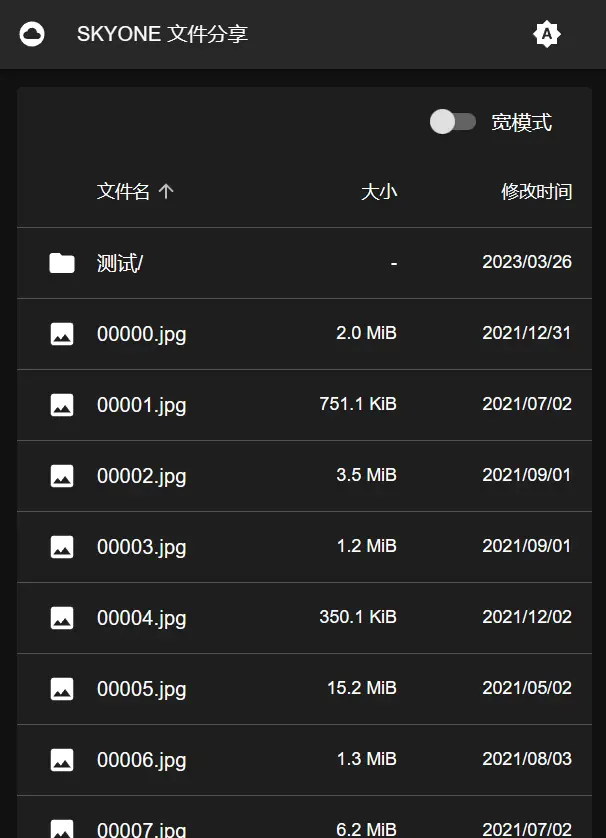 SKYONE 文件分享
A
宽模式
文件名 大小 修改时间
测试/ - 2023/03/26
00000.jpg 2.0 MiB 2021/12/31
00001.jpg 751.1 KiB 2021/07/02
00002.jpg 3.5 MiB 2021/09/01
00003.jpg 1.2 MiB 2021/09/01
00004.jpg 350.1 KiB 2021/12/02
00005.jpg 15.2 MiB 2021/05/02
00006.jpg 1.3 MiB 2021/08/03
00007.jpg 6.2 MiB 2021/07/02